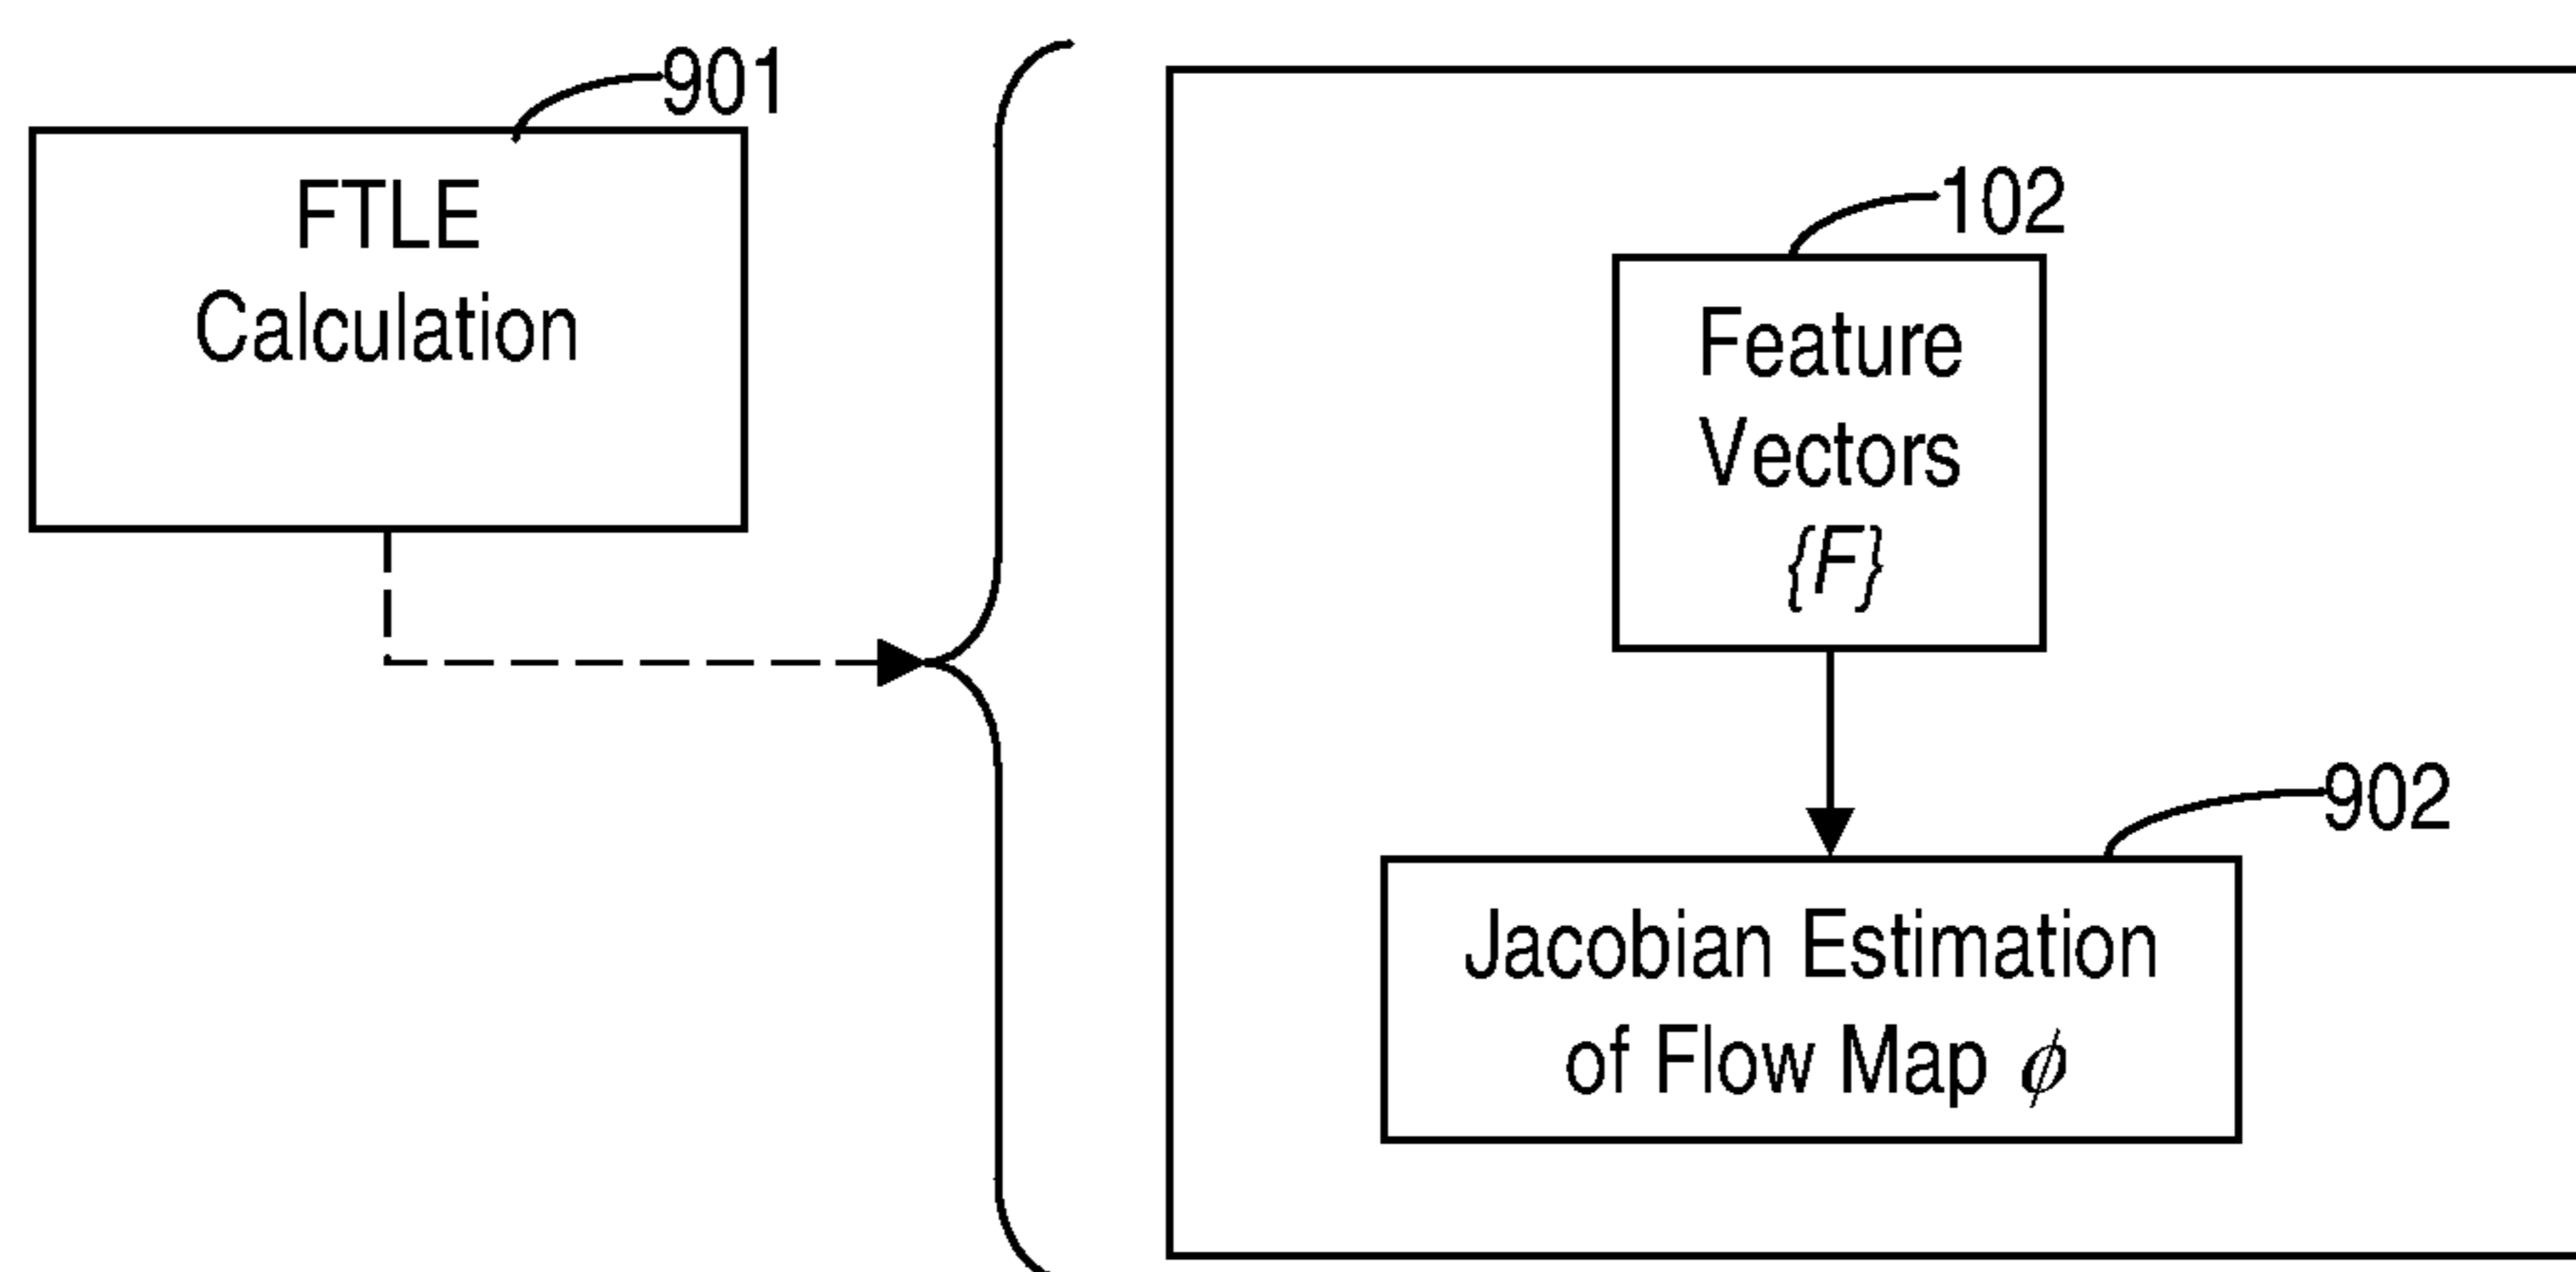 901
FTLE
Calculation
102
Feature
Vectors
{F}
902
Jacobian Estimation
of Flow Map ϕ